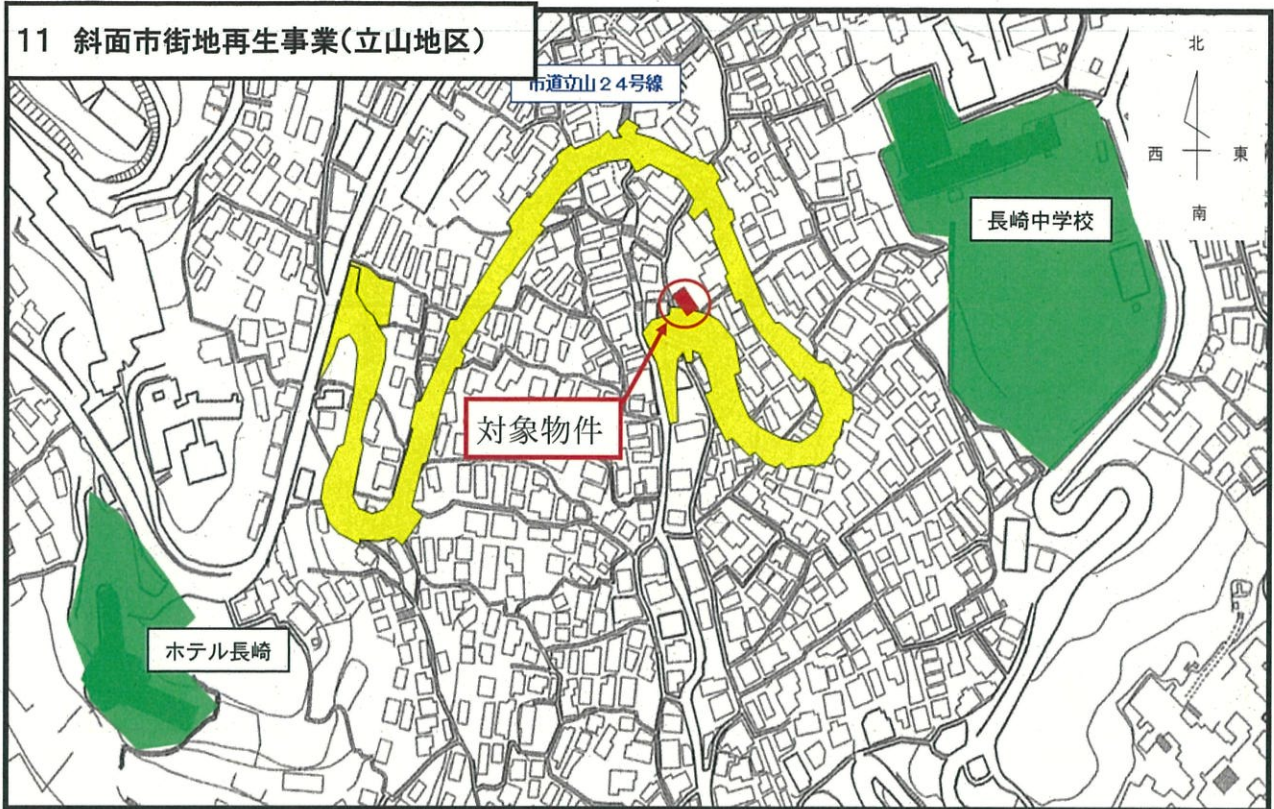 11 斜面市街地再生事業(立山地区)
市道立山24号線
北
西 東
南
長崎中学校
対象物件
ホテル長崎